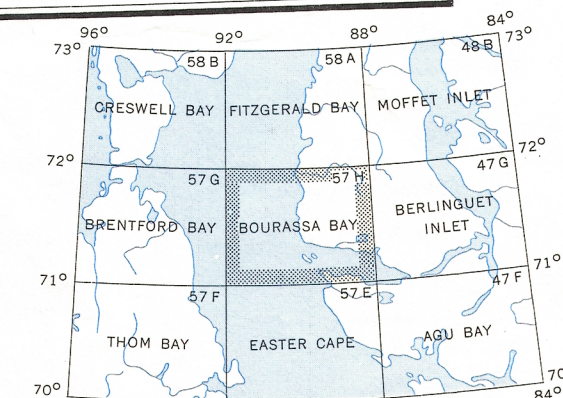 96° 92° 88° 84°
73° 58 B 58 A 48 B 73°
CRESWELL BAY FITZGERALD BAY MOFFET INLET
72° 57 G 57 H 47 G 72°
BRENTFORD BAY BOURASSA BAY BERLINGUET
INLET
71° 57 F 57 E 47 F 71°
THOM BAY EASTER CAPE AGU BAY
70° 70
84°